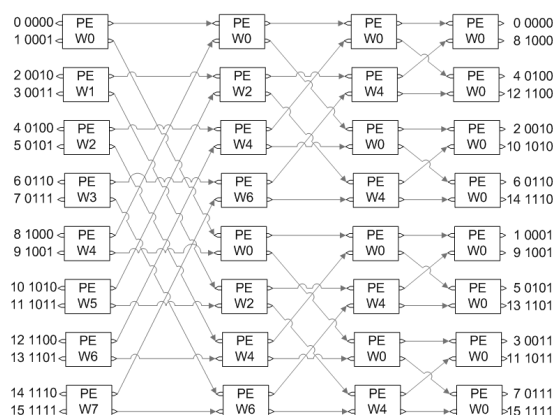 0 0000 PE PE PE PE 0 0000
1 0001 W0 W0 W0 W0 8 1000
2 0010 PE PE PE PE 4 0100
3 0011 W1 W2 W4 W0 12 1100
4 0100 PE PE PE PE 2 0010
5 0101 W2 W4 W0 W0 10 1010
6 0110 PE PE PE PE 6 0110
7 0111 W3 W6 W4 W0 14 1110
8 1000 PE PE PE PE 1 0001
9 1001 W4 W0 W0 W0 9 1001
10 1010 PE PE PE PE 5 0101
11 1011 W5 W2 W4 W0 13 1101
12 1100 PE PE PE PE 3 0011
13 1101 W6 W4 W0 W0 11 1011
14 1110 PE PE PE PE 7 0111
15 1111 W7 W6 W4 W0 15 1111